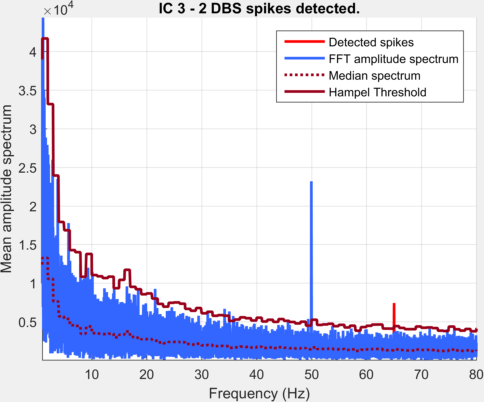 IC 3 - 2 DBS spikes detected.
×10⁴
4
3.5
3
2.5
2
1.5
1
0.5
Mean amplitude spectrum
Detected spikes
FFT amplitude spectrum
Median spectrum
Hampel Threshold
10 20 30 40 50 60 70 80
Frequency (Hz)